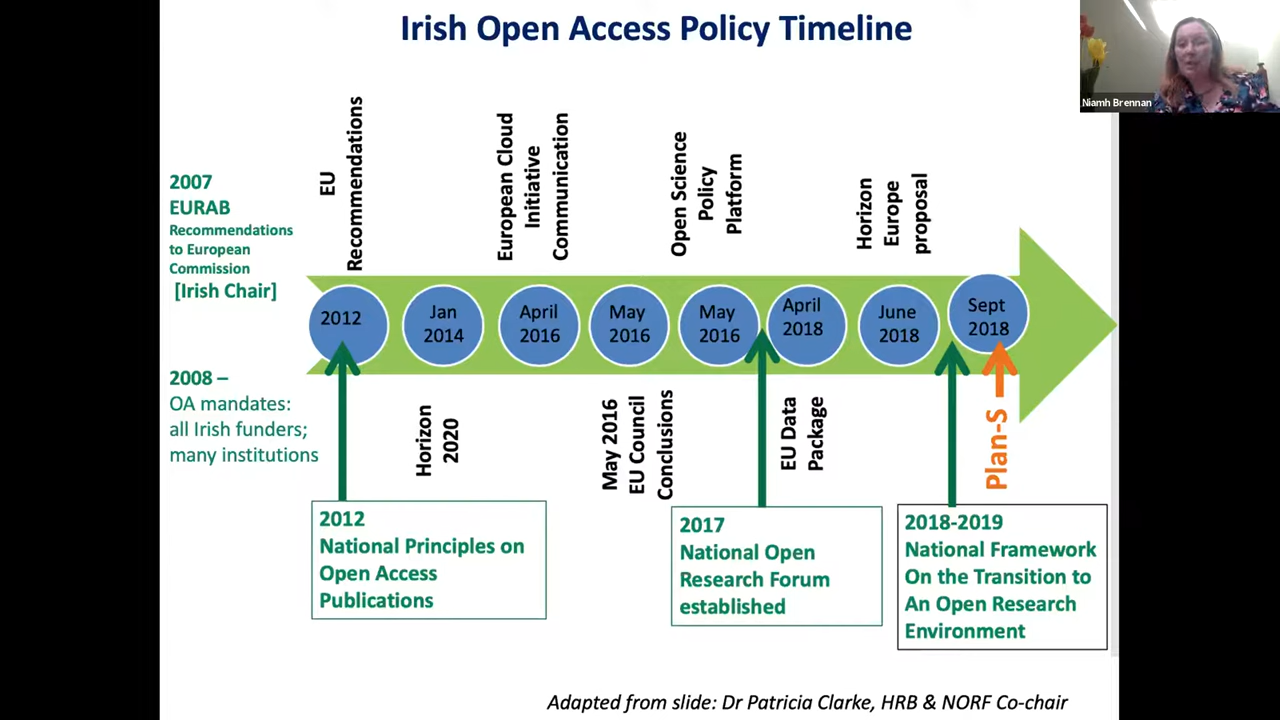 Irish Open Access Policy Timeline
Niamh Brennan
2007
EURAB
Recommendations
to European
Commission
[Irish Chair]
EU
Recommendations
European Cloud
Initiative
Communication
Open Science
Policy
Platform
Horizon
Europe
proposal
2012
Jan
2014
April
2016
May
2016
May
2016
April
2018
June
2018
Sept
2018
2008 –
OA mandates:
all Irish funders;
many institutions
Horizon
2020
May 2016
EU Council
Conclusions
EU Data
Package
Plan-S
2012
National Principles on
Open Access
Publications
2017
National Open
Research Forum
established
2018-2019
National Framework
On the Transition to
An Open Research
Environment
Adapted from slide: Dr Patricia Clarke, HRB & NORF Co-chair